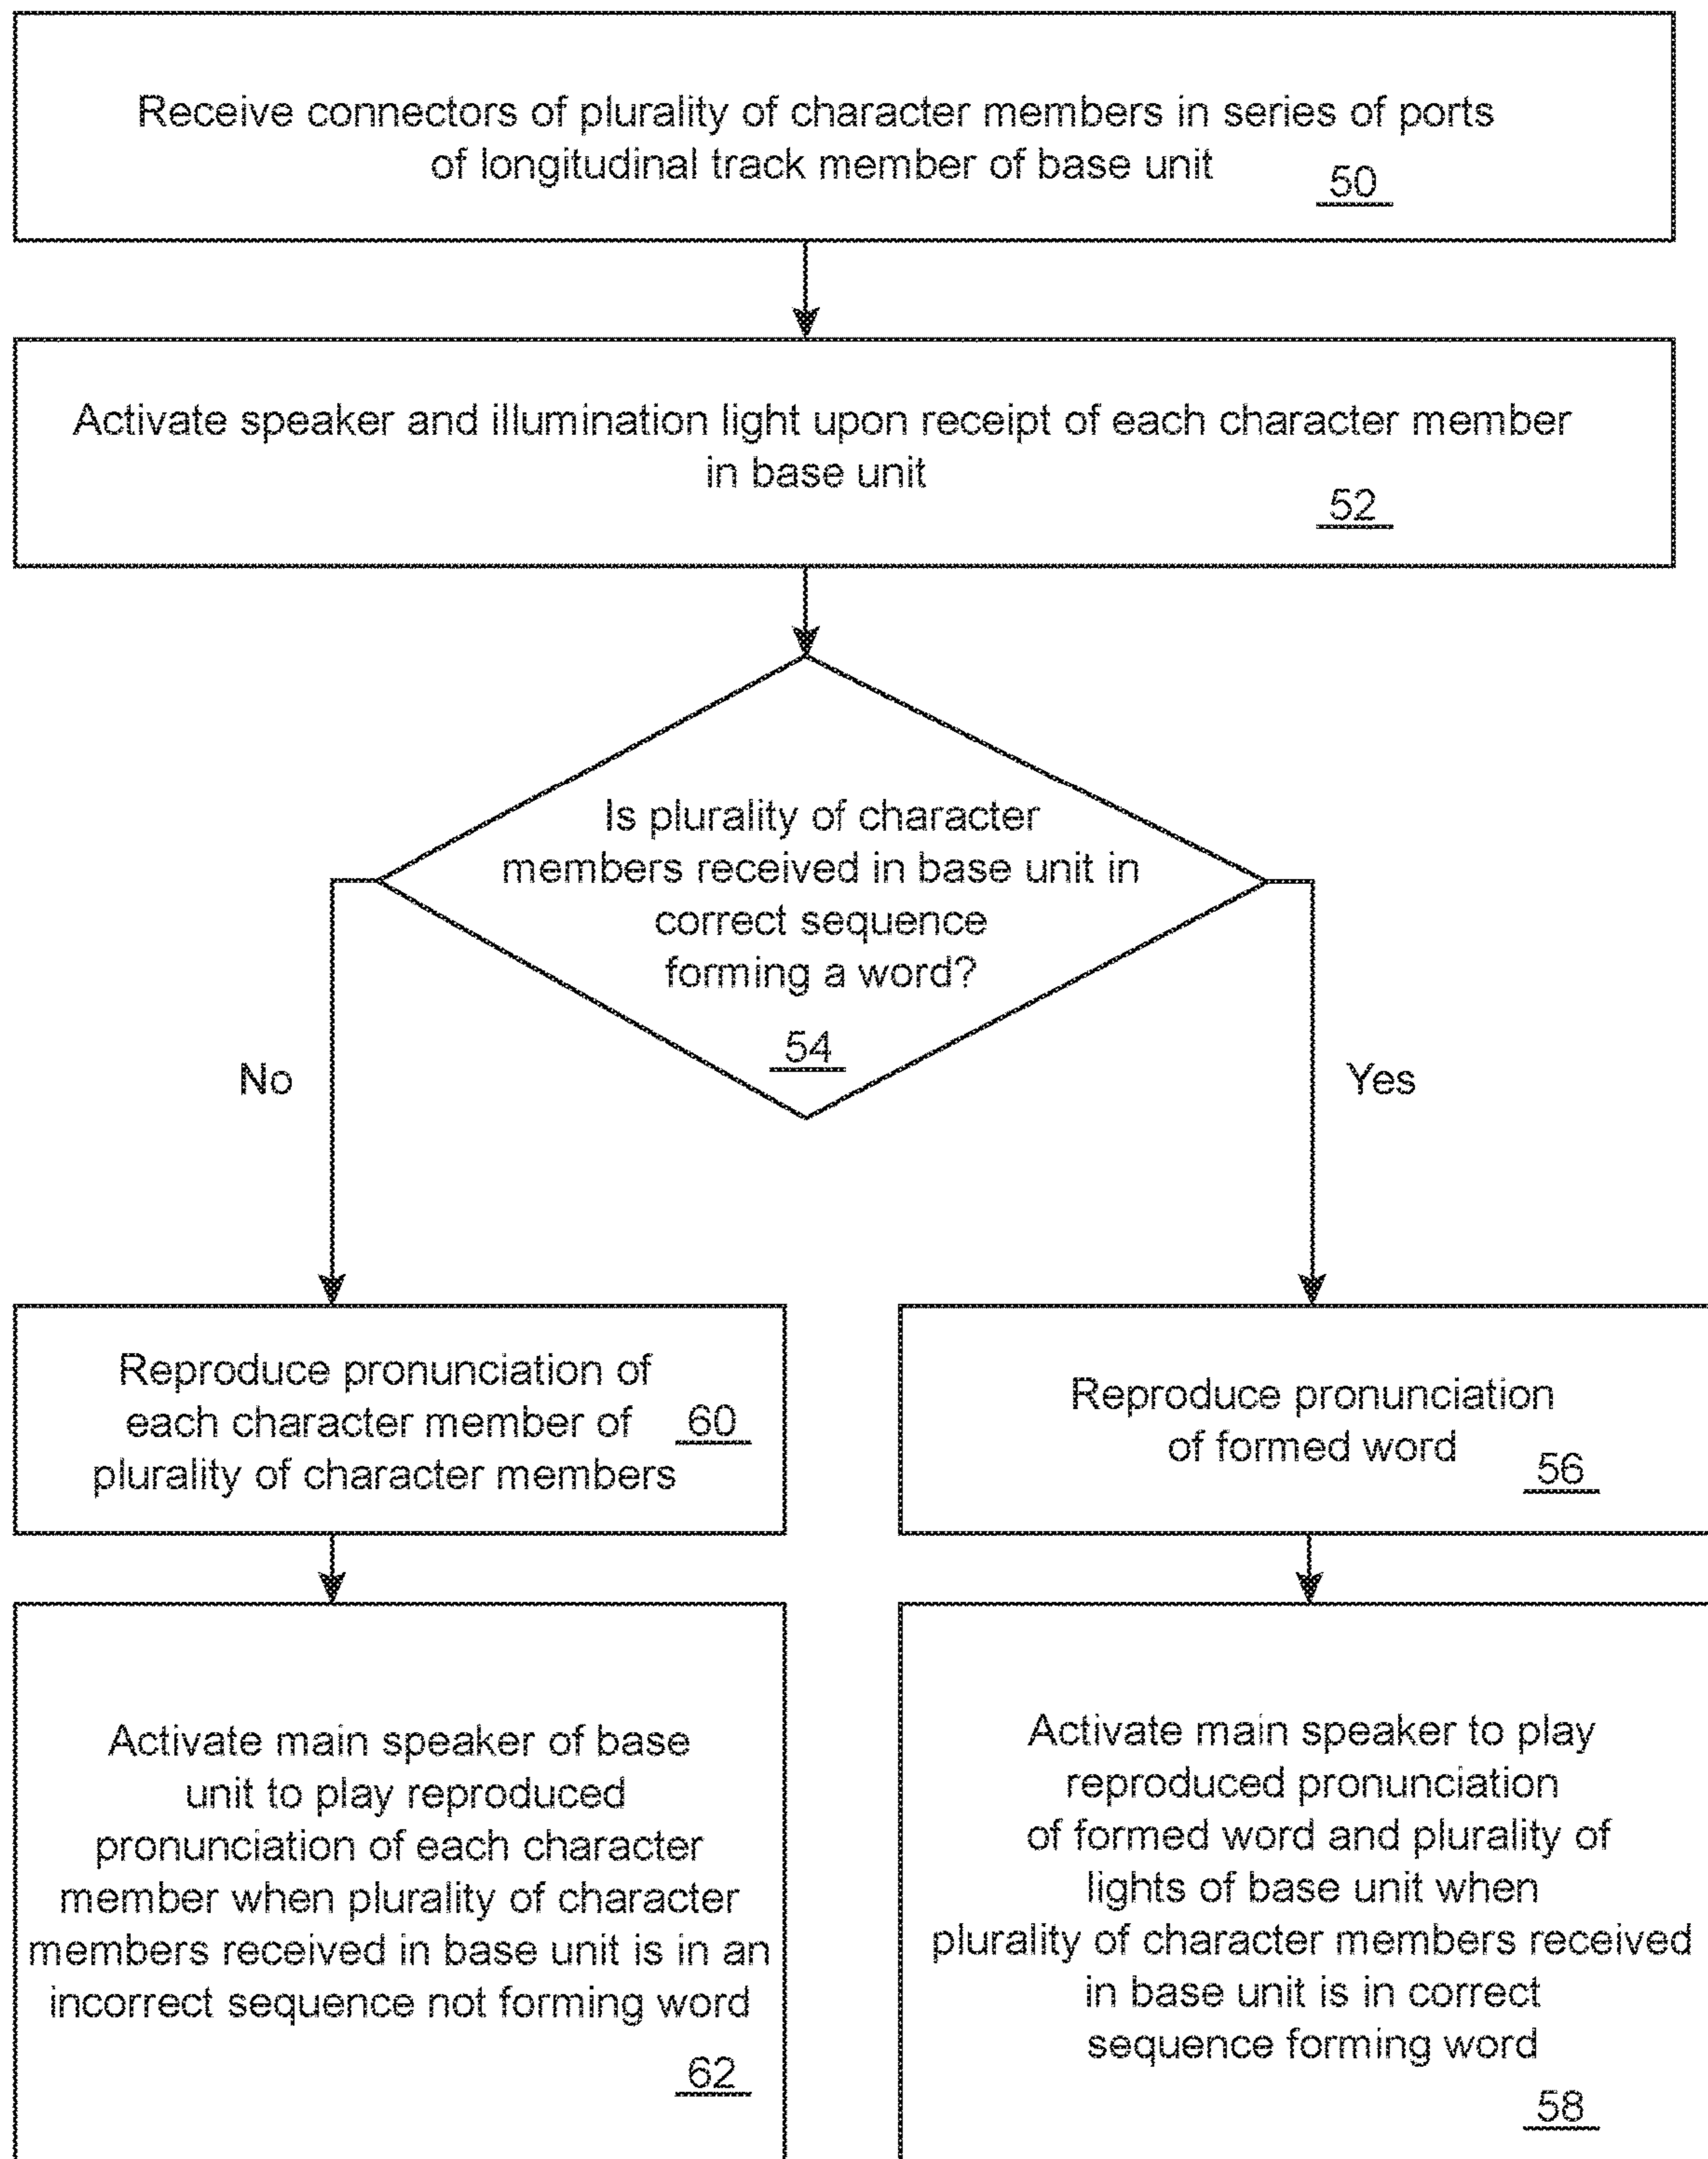 Receive connectors of plurality of character members in series of ports
of longitudinal track member of base unit
50
Activate speaker and illumination light upon receipt of each character member
in base unit
52
Is plurality of character
members received in base unit in
correct sequence
forming a word?
54
No
Yes
Reproduce pronunciation of
each character member of
plurality of character members
60
Reproduce pronunciation
of formed word
56
Activate main speaker of base
unit to play reproduced
pronunciation of each character
member when plurality of character
members received in base unit is in an
incorrect sequence not forming word
62
Activate main speaker to play
reproduced pronunciation
of formed word and plurality of
lights of base unit when
plurality of character members received
in base unit is in correct
sequence forming word
58